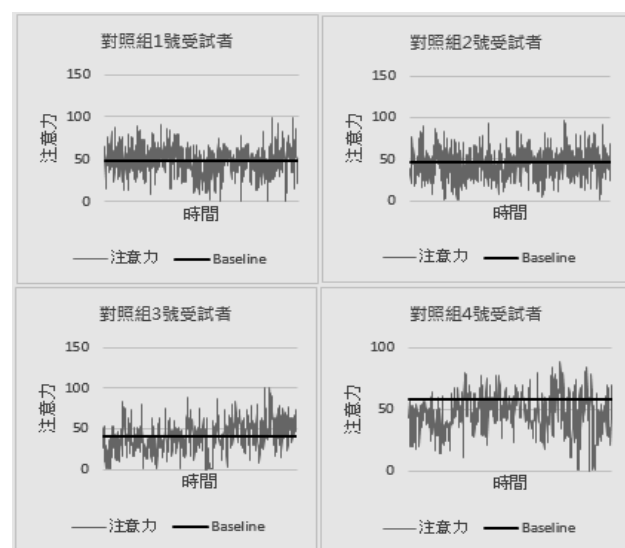 對照組1號受試者
150
100
50
0
注意力
時間
注意力 Baseline
對照組2號受試者
150
100
50
0
注意力
時間
注意力 Baseline
對照組3號受試者
150
100
50
0
注意力
時間
注意力 Baseline
對照組4號受試者
100
50
0
注意力
時間
注意力 Baseline